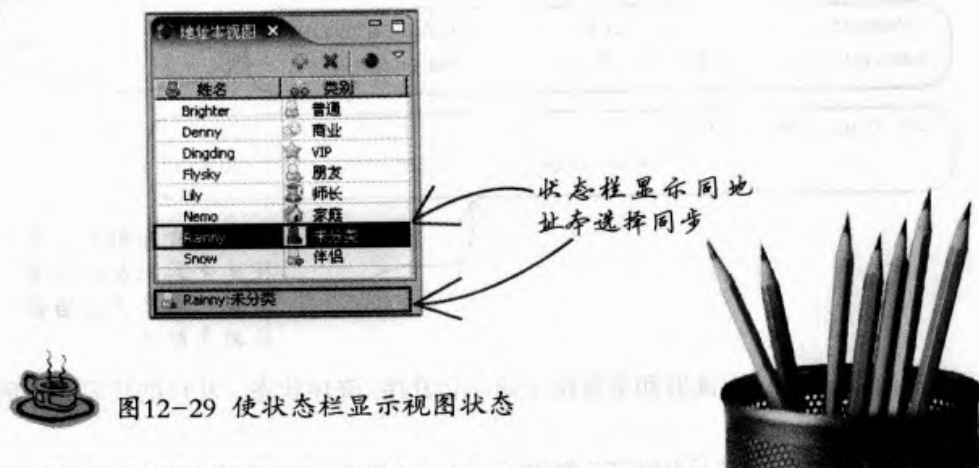 地址本视图
姓名 类别
Brighter 普通
Denny 商业
Dingding VIP
Flysky 朋友
Lily 师长
Nemo 家庭
Rainny 未分类
Snow 伴侣
Rainny:未分类
状态栏显示同地
址本选择同步
图12-29 使状态栏显示视图状态